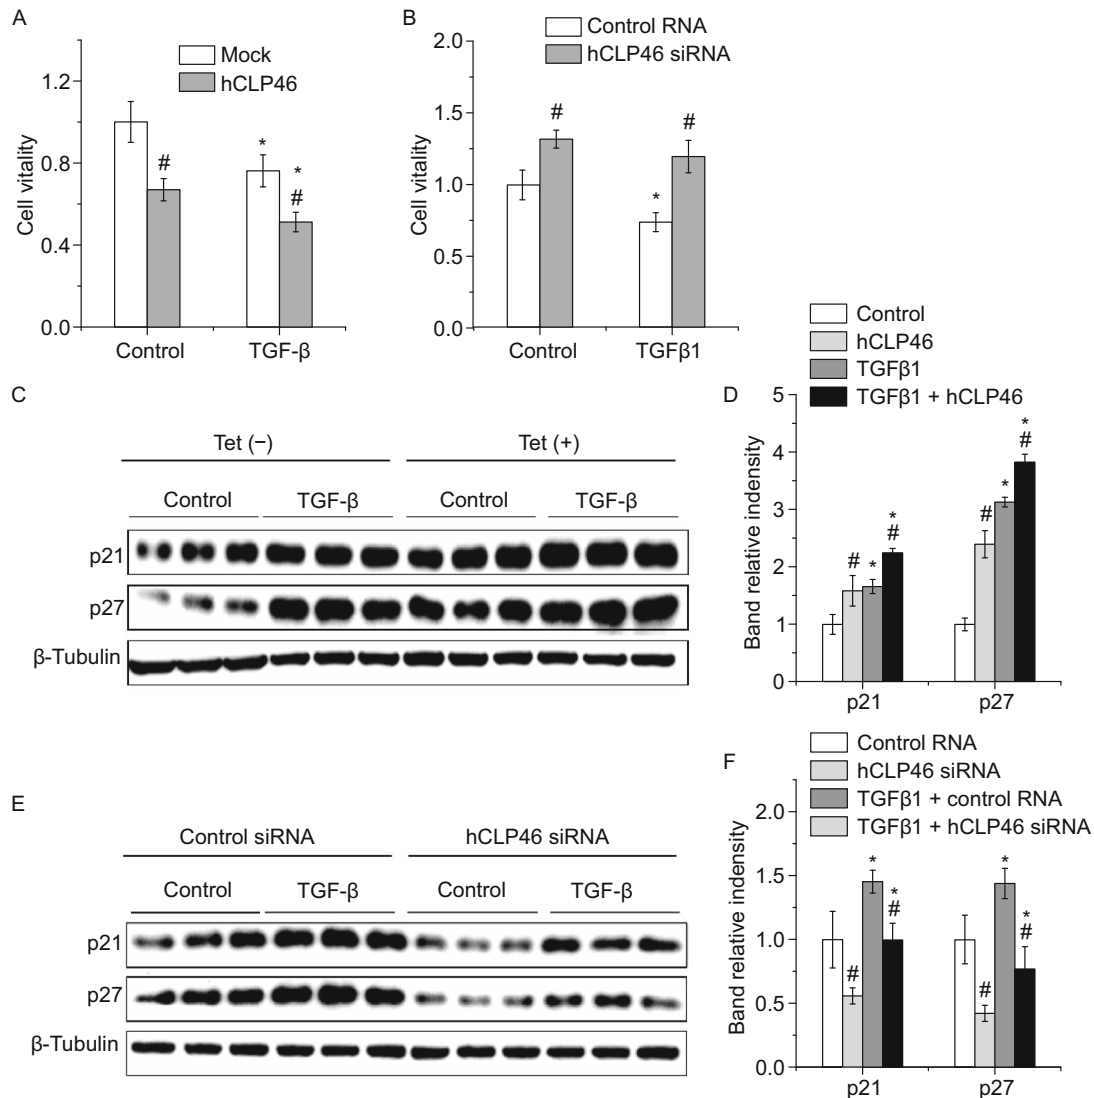 A
Mock
hCLP46
Cell vitality
1.2
0.8
0.4
0.0
#
*
*
#
Control
TGF-β
B
Control RNA
hCLP46 siRNA
Cell vitality
2.0
1.5
1.0
0.5
0.0
#
*
#
Control
TGFβ1
C
Tet (−)
Tet (+)
Control
TGF-β
Control
TGF-β
p21
p27
β-Tubulin
D
Control
hCLP46
TGFβ1
TGFβ1 + hCLP46
Band relative indensity
5
4
3
2
1
0
#
*
*
#
#
*
*
#
p21
p27
E
Control siRNA
hCLP46 siRNA
Control
TGF-β
Control
TGF-β
p21
p27
β-Tubulin
F
Control RNA
hCLP46 siRNA
TGFβ1 + control RNA
TGFβ1 + hCLP46 siRNA
Band relative indensity
2.0
1.5
1.0
0.5
0.0
#
*
*
#
#
*
*
#
p21
p27